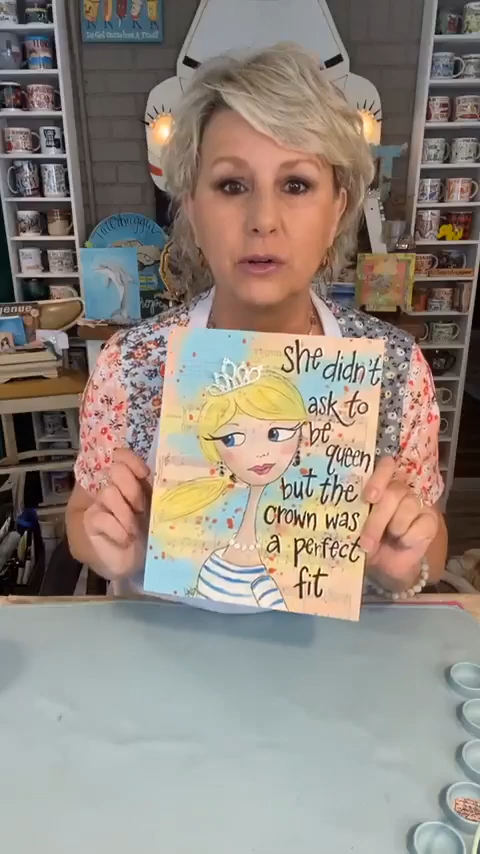 she didn't
ask to
be
queen
but the
crown was
a perfect
fit